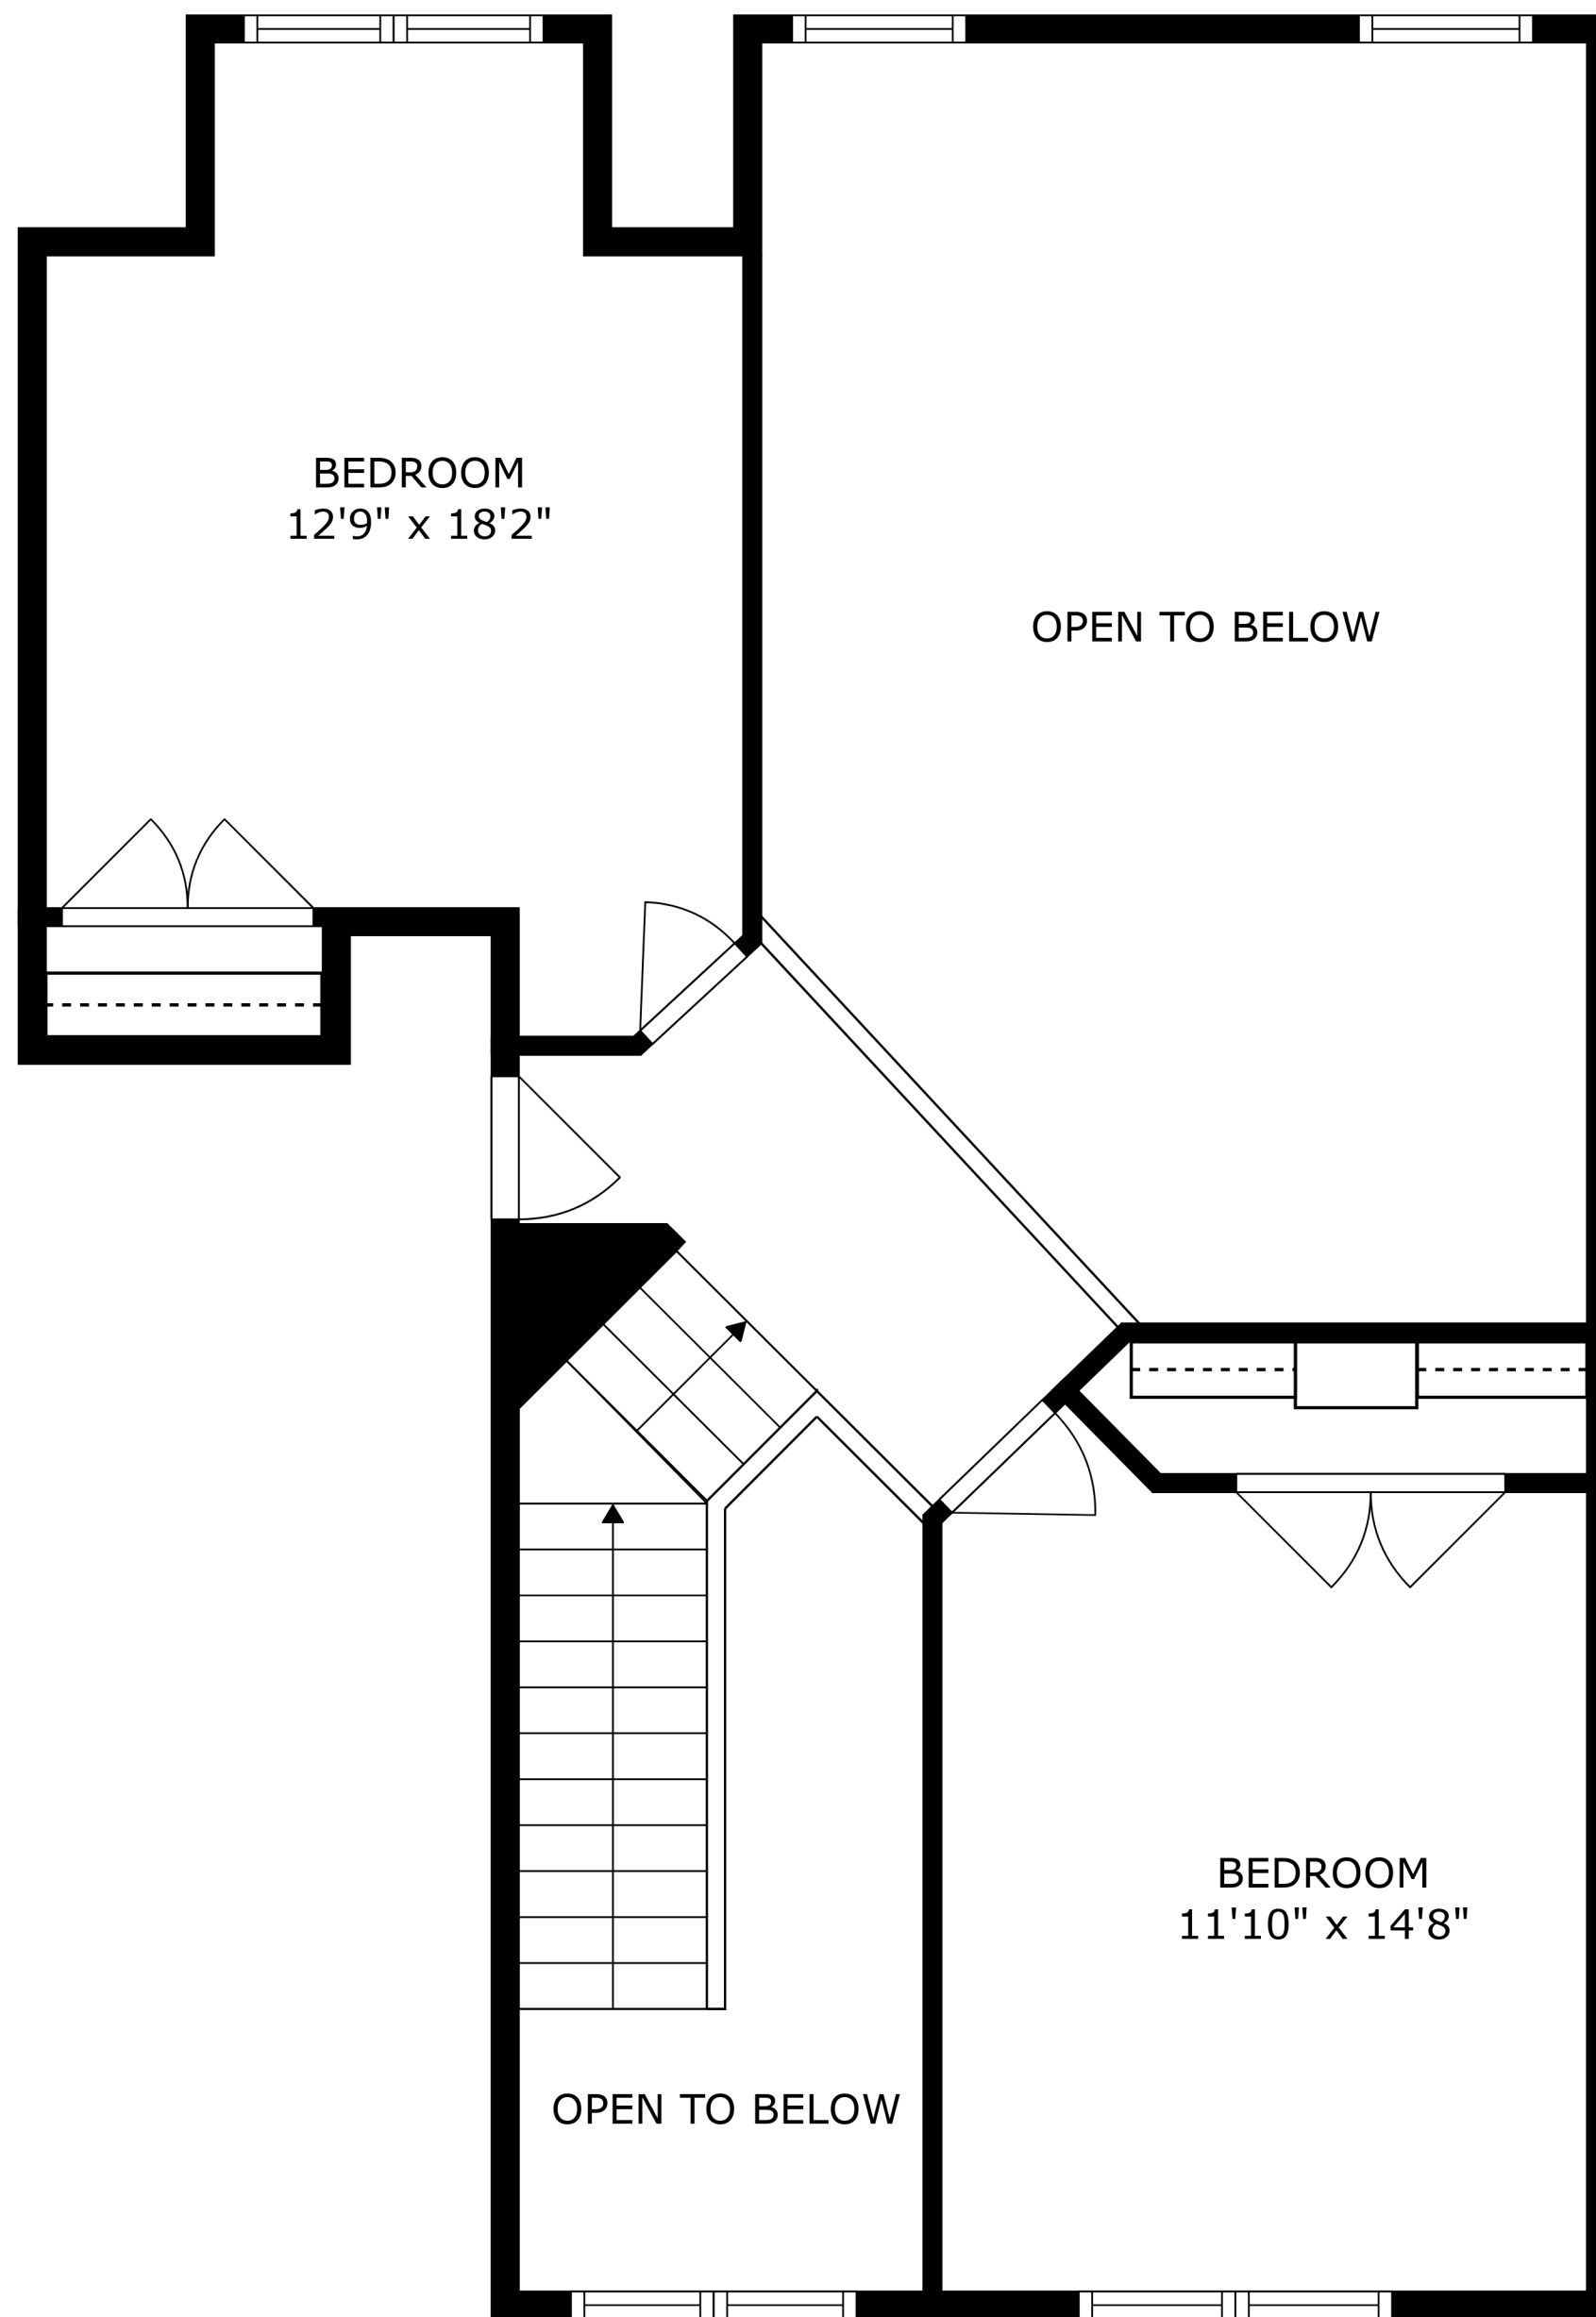 BEDROOM
12'9" x 18'2"
OPEN TO BELOW
BEDROOM
11'10" x 14'8"
OPEN TO BELOW